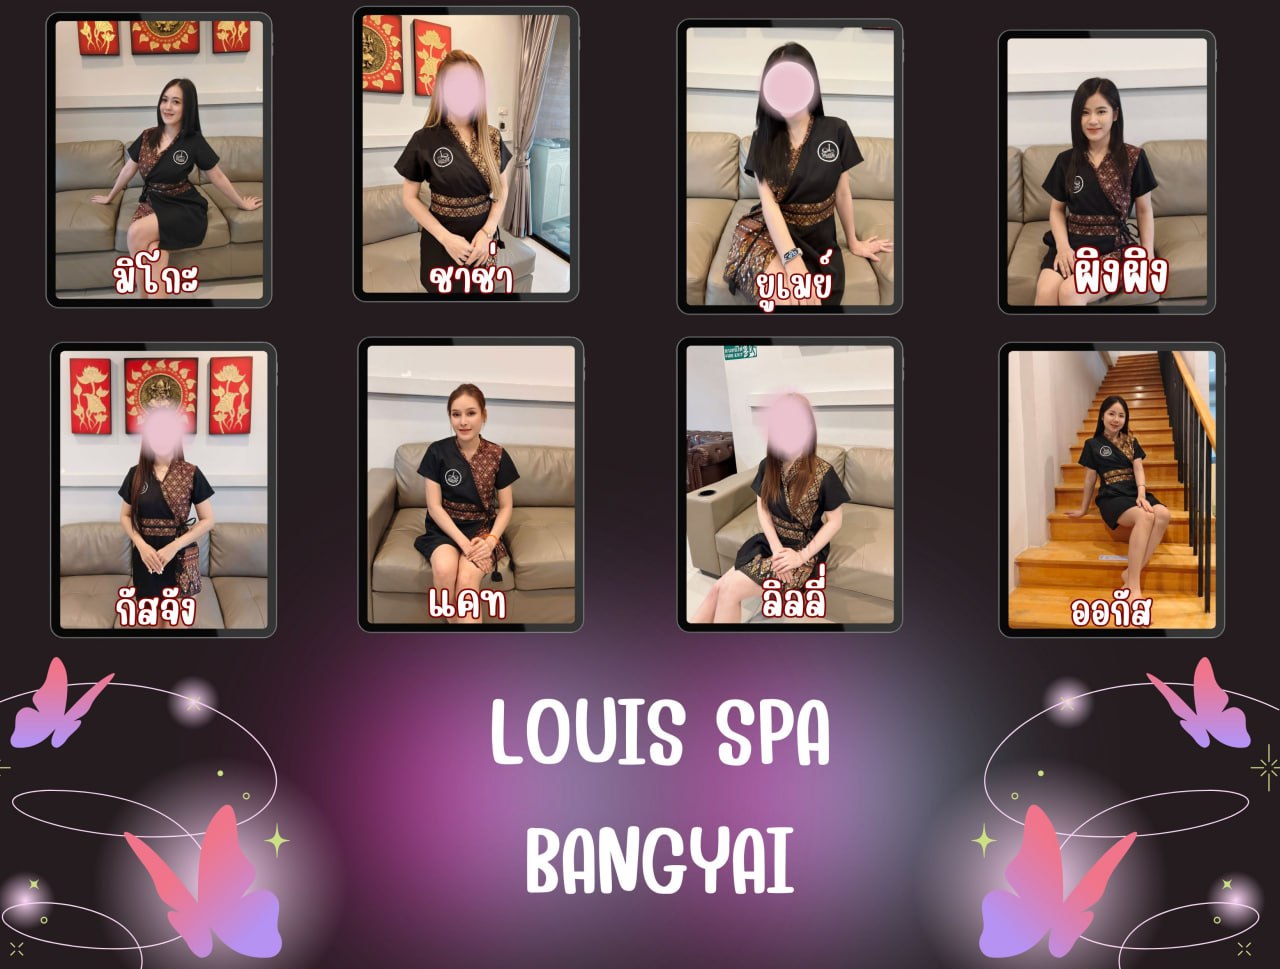 มิโกะ
ชาช่า
ยูเมย์
ผิงผิง
กัสจัง
แคท
ลิลลี่
ออกัส
LOUIS SPA
BANGYAI